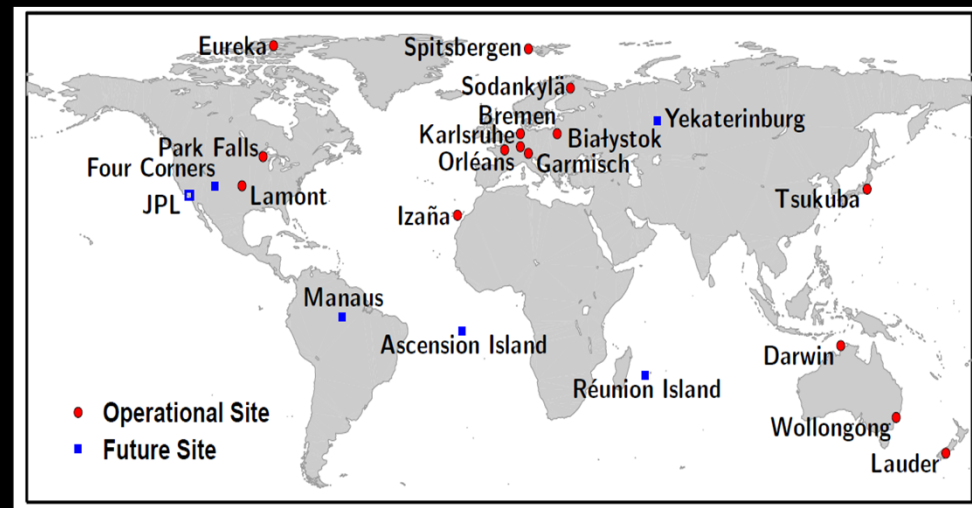 Eureka
Spitsbergen
Sodankylä
Bremen
Yekaterinburg
Karlsruhe
Białystok
Park Falls
Orléans
Garmisch
Four Corners
JPL
Lamont
Tsukuba
Izaña
Manaus
Ascension Island
Darwin
Réunion Island
Operational Site
Wollongong
Future Site
Lauder